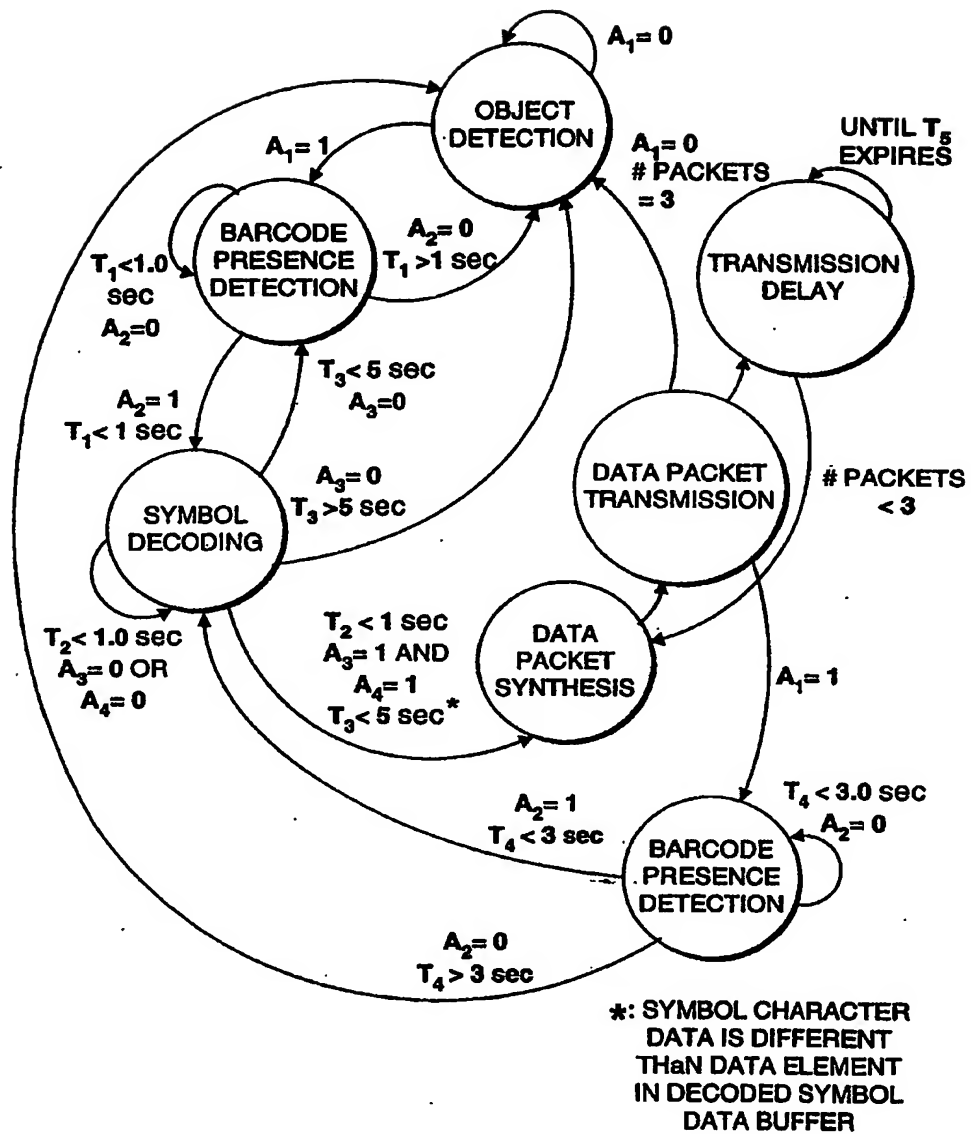 A₁= 0
OBJECT
DETECTION
UNTIL T₅
EXPIRES
A₁= 1
A₁= 0
# PACKETS
= 3
BARCODE
PRESENCE
DETECTION
A₂= 0
T₁ >1 sec
TRANSMISSION
DELAY
T₁<1.0
sec
A₂=0
T₃< 5 sec
A₃=0
A₂= 1
T₁< 1 sec
DATA PACKET
TRANSMISSION
# PACKETS
< 3
A₃= 0
T₃ >5 sec
SYMBOL
DECODING
T₂< 1.0 sec
A₃= 0 OR
A₄= 0
T₂< 1 sec
A₃= 1 AND
A₄= 1
T₃< 5 sec*
DATA
PACKET
SYNTHESIS
A₁= 1
T₄< 3.0 sec
A₂= 0
A₂= 1
T₄< 3 sec
BARCODE
PRESENCE
DETECTION
A₂= 0
T₄> 3 sec
*: SYMBOL CHARACTER
DATA IS DIFFERENT
THaN DATA ELEMENT
IN DECODED SYMBOL
DATA BUFFER